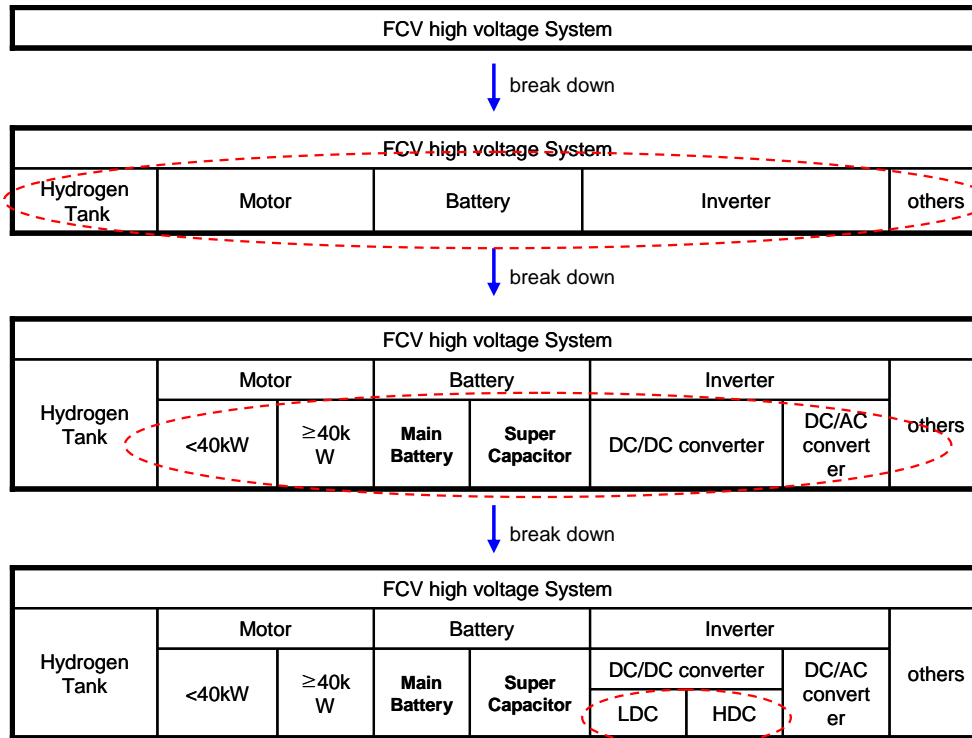 FCV high voltage System
break down
FCV high voltage System
Hydrogen
Tank
Motor
Battery
Inverter
others
break down
FCV high voltage System
Hydrogen
Tank
Motor
Battery
Inverter
others
<40kW
≥40k
W
Main
Battery
Super
Capacitor
DC/DC converter
DC/AC
convert
er
break down
FCV high voltage System
Hydrogen
Tank
Motor
Battery
Inverter
others
<40kW
≥40k
W
Main
Battery
Super
Capacitor
DC/DC converter
DC/AC
convert
er
LDC
HDC